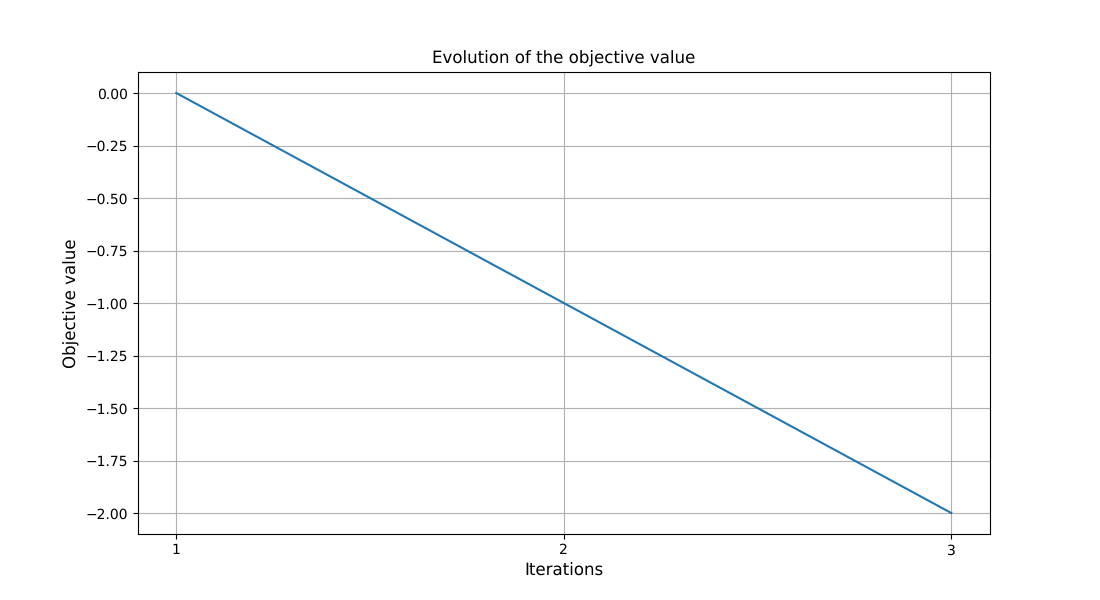 Evolution of the objective value
0.00
−0.25
−0.50
−0.75
−1.00
−1.25
−1.50
−1.75
−2.00
Objective value
1 2 3
Iterations